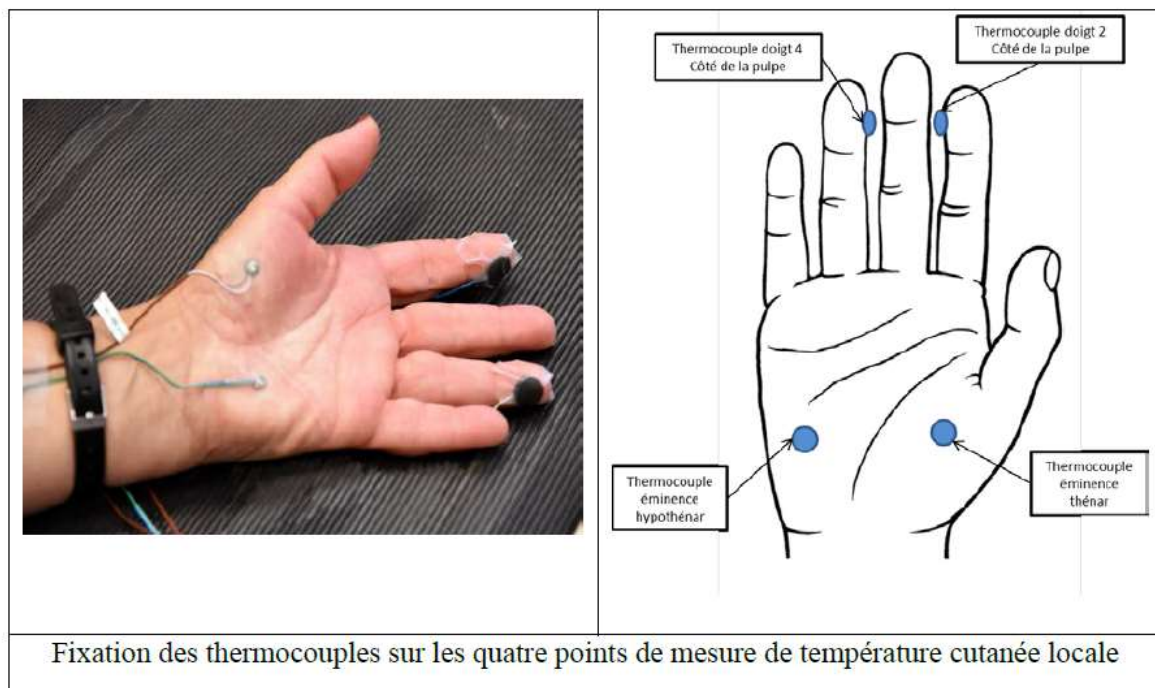 Thermocouple doigt 4
Côté de la pulpe
Thermocouple doigt 2
Côté de la pulpe
Thermocouple
éminence
hypothénar
Thermocouple
éminence
thénar
Fixation des thermocouples sur les quatre points de mesure de température cutanée locale